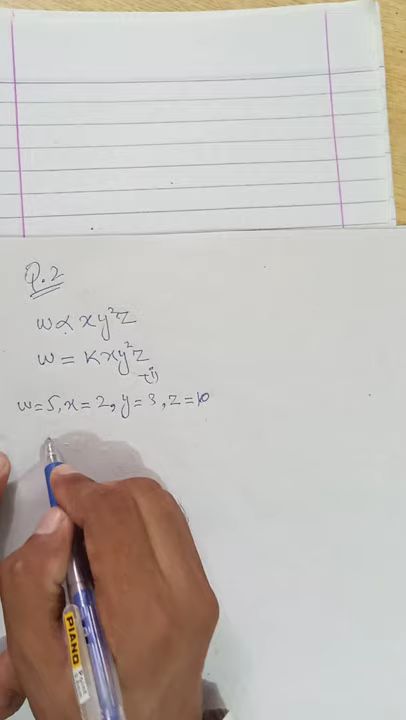 Q.2
w ∝ xy²z
w = Kxy²z
→(i)
w=5, x=2, y=3, z=10
PIANO